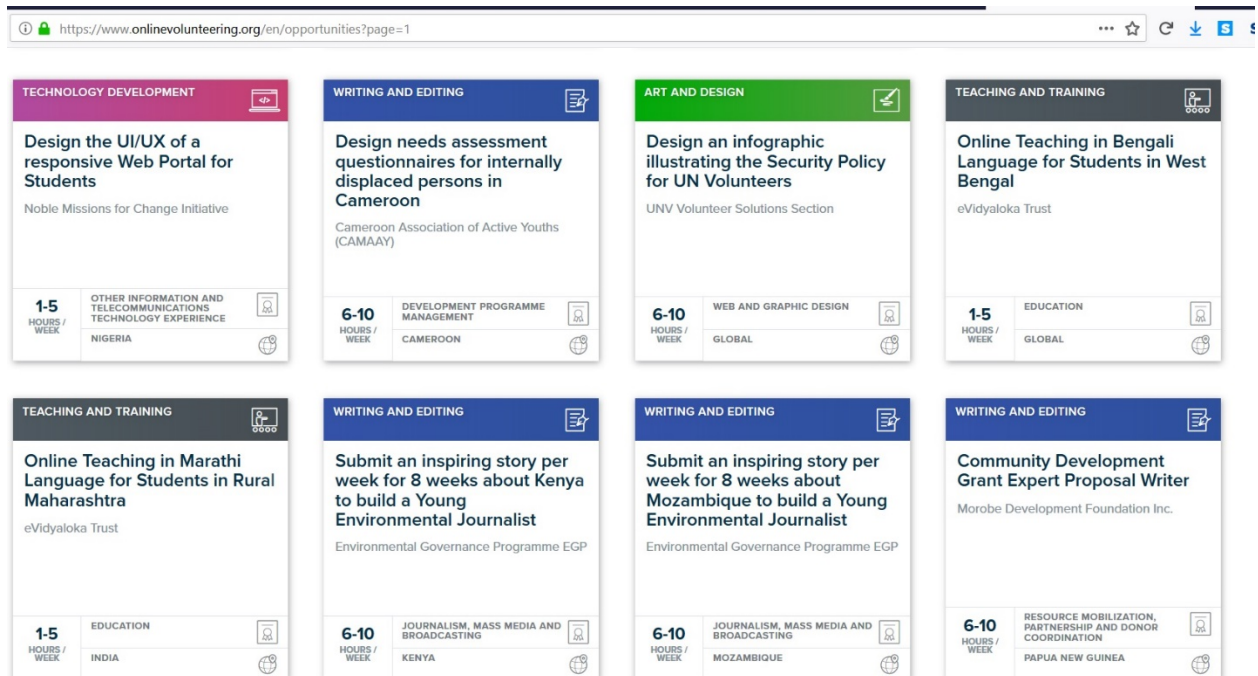 https://www.onlinevolunteering.org/en/opportunities?page=1
TECHNOLOGY DEVELOPMENT
Design the UI/UX of a
responsive Web Portal for
Students
Noble Missions for Change Initiative
1-5
HOURS /
WEEK
OTHER INFORMATION AND
TELECOMMUNICATIONS
TECHNOLOGY EXPERIENCE
NIGERIA
WRITING AND EDITING
Design needs assessment
questionnaires for internally
displaced persons in
Cameroon
Cameroon Association of Active Youths
(CAMAAY)
6-10
HOURS /
WEEK
DEVELOPMENT PROGRAMME
MANAGEMENT
CAMEROON
ART AND DESIGN
Design an infographic
illustrating the Security Policy
for UN Volunteers
UNV Volunteer Solutions Section
6-10
HOURS /
WEEK
WEB AND GRAPHIC DESIGN
GLOBAL
TEACHING AND TRAINING
Online Teaching in Bengali
Language for Students in West
Bengal
eVidyaloka Trust
1-5
HOURS /
WEEK
EDUCATION
GLOBAL
TEACHING AND TRAINING
Online Teaching in Marathi
Language for Students in Rural
Maharashtra
eVidyaloka Trust
1-5
HOURS /
WEEK
EDUCATION
INDIA
WRITING AND EDITING
Submit an inspiring story per
week for 8 weeks about Kenya
to build a Young
Environmental Journalist
Environmental Governance Programme EGP
6-10
HOURS /
WEEK
JOURNALISM, MASS MEDIA AND
BROADCASTING
KENYA
WRITING AND EDITING
Submit an inspiring story per
week for 8 weeks about
Mozambique to build a Young
Environmental Journalist
Environmental Governance Programme EGP
6-10
HOURS /
WEEK
JOURNALISM, MASS MEDIA AND
BROADCASTING
MOZAMBIQUE
WRITING AND EDITING
Community Development
Grant Expert Proposal Writer
Morobe Development Foundation Inc.
6-10
HOURS /
WEEK
RESOURCE MOBILIZATION,
PARTNERSHIP AND DONOR
COORDINATION
PAPUA NEW GUINEA